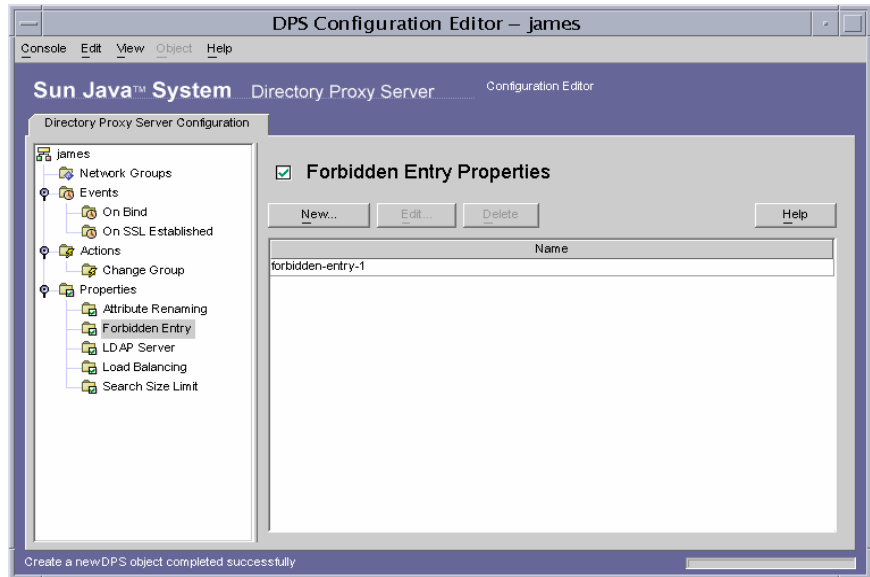 DPS Configuration Editor – james
Console Edit View Object Help
Sun Java™ System Directory Proxy Server Configuration Editor
Directory Proxy Server Configuration
james
Network Groups
Events
On Bind
On SSL Established
Actions
Change Group
Properties
Attribute Renaming
Forbidden Entry
LDAP Server
Load Balancing
Search Size Limit
Forbidden Entry Properties
New... Edit... Delete Help
Name
forbidden-entry-1
Create a new DPS object completed successfully